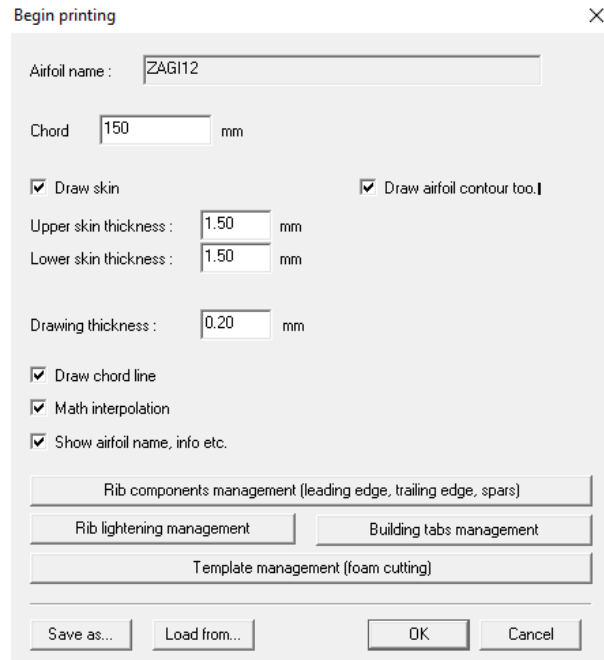 Begin printing
Airfoil name : ZAGI12
Chord 150 mm
Draw skin Draw airfoil contour too.
Upper skin thickness : 1.50 mm
Lower skin thickness : 1.50 mm
Drawing thickness : 0.20 mm
Draw chord line
Math interpolation
Show airfoil name, info etc.
Rib components management (leading edge, trailing edge, spars)
Rib lightening management Building tabs management
Template management (foam cutting)
Save as... Load from... OK Cancel